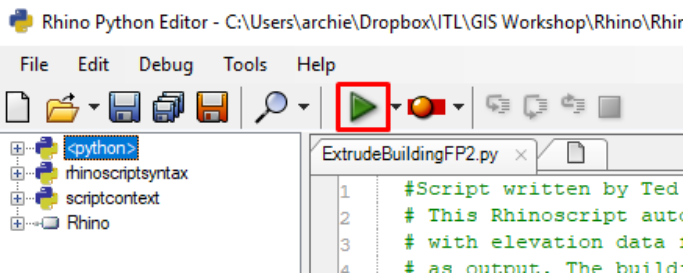 Rhino Python Editor - C:\Users\archie\Dropbox\ITL\GIS Workshop\Rhino\Rhin
File Edit Debug Tools Help
<python>
rhinoscriptsyntax
scriptcontext
Rhino
ExtrudeBuildingFP2.py
1 #Script written by Ted
2 # This Rhinoscript auto
3 # with elevation data
4 # as output. The build